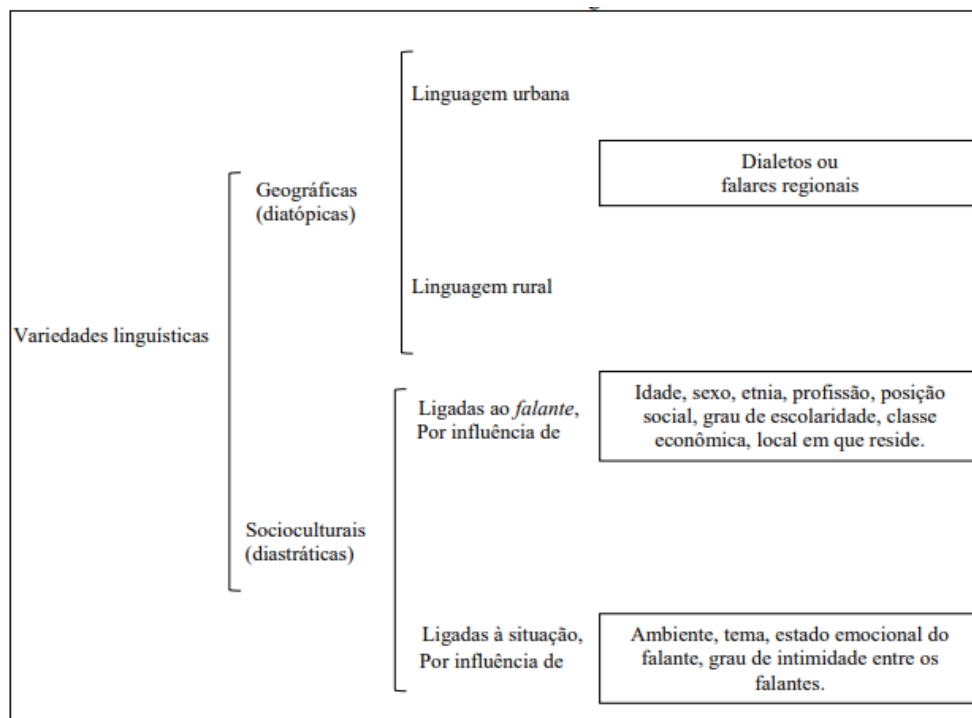 Linguagem urbana
Dialetos ou
falares regionais
Geográficas
(diatópicas)
Linguagem rural
Variedades linguísticas
Ligadas ao falante,
Por influência de
Idade, sexo, etnia, profissão, posição
social, grau de escolaridade, classe
econômica, local em que reside.
Socioculturais
(diastráticas)
Ligadas à situação,
Por influência de
Ambiente, tema, estado emocional do
falante, grau de intimidade entre os
falantes.